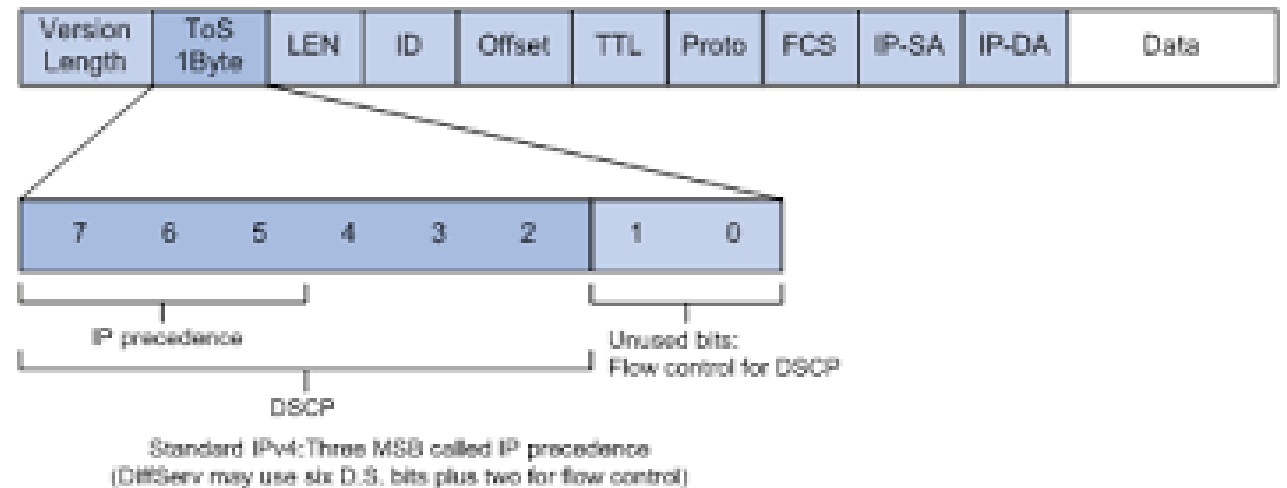 Version Length
ToS 1Byte
LEN
ID
Offset
TTL
Proto
FCS
IP-SA
IP-DA
Data
7 6 5 4 3 2 1 0
IP precedence
Unused bits:
Flow control for DSCP
DSCP
Standard IPv4:Three MSB called IP precedence
(DiffServ may use six D.S. bits plus two for flow control)